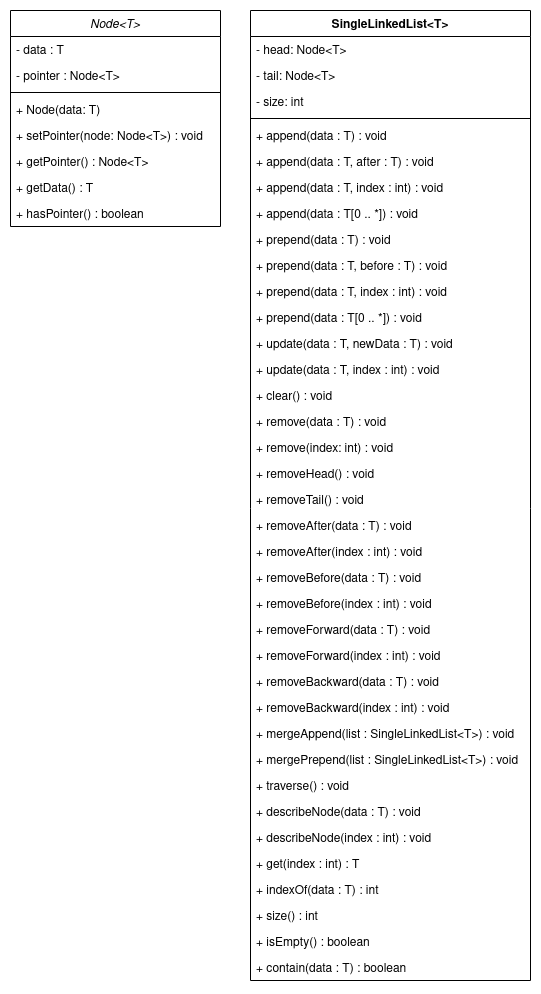 Node<T>
- data : T
- pointer : Node<T>
+ Node(data: T)
+ setPointer(node: Node<T>) : void
+ getPointer() : Node<T>
+ getData() : T
+ hasPointer() : boolean
SingleLinkedList<T>
- head: Node<T>
- tail: Node<T>
- size: int
+ append(data : T) : void
+ append(data : T, after : T) : void
+ append(data : T, index : int) : void
+ append(data : T[0 .. *]) : void
+ prepend(data : T) : void
+ prepend(data : T, before : T) : void
+ prepend(data : T, index : int) : void
+ prepend(data : T[0 .. *]) : void
+ update(data : T, newData : T) : void
+ update(data : T, index : int) : void
+ clear() : void
+ remove(data : T) : void
+ remove(index: int) : void
+ removeHead() : void
+ removeTail() : void
+ removeAfter(data : T) : void
+ removeAfter(index : int) : void
+ removeBefore(data : T) : void
+ removeBefore(index : int) : void
+ removeForward(data : T) : void
+ removeForward(index : int) : void
+ removeBackward(data : T) : void
+ removeBackward(index : int) : void
+ mergeAppend(list : SingleLinkedList<T>) : void
+ mergePrepend(list : SingleLinkedList<T>) : void
+ traverse() : void
+ describeNode(data : T) : void
+ describeNode(index : int) : void
+ get(index : int) : T
+ indexOf(data : T) : int
+ size() : int
+ isEmpty() : boolean
+ contain(data : T) : boolean